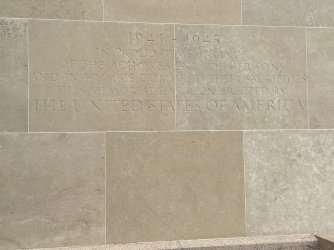 1941 – 1945
IN PROUD REMEMBRANCE
OF THE ACHIEVEMENTS OF HER SONS
AND IN HUMBLE TRIBUTE TO THEIR SACRIFICES
THIS MEMORIAL HAS BEEN ERECTED BY
THE UNITED STATES OF AMERICA